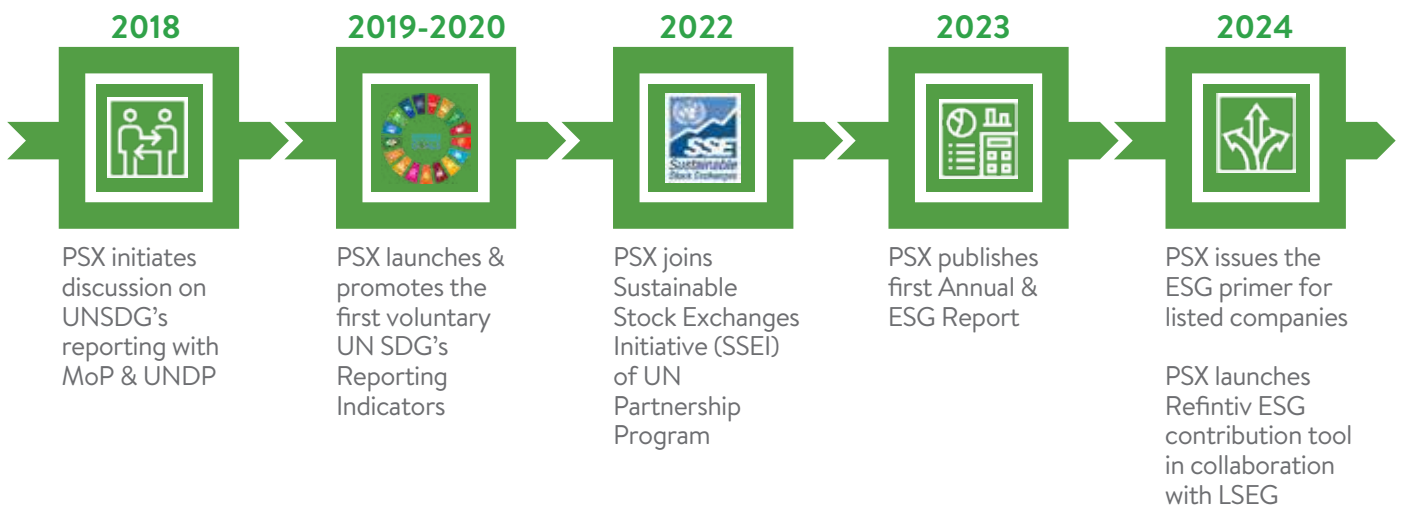 2018
2019-2020
2022
2023
2024
SSE
Sustainable
Stock Exchanges
PSX initiates
discussion on
UNSDG's
reporting with
MoP & UNDP
PSX launches &
promotes the
first voluntary
UN SDG's
Reporting
Indicators
PSX joins
Sustainable
Stock Exchanges
Initiative (SSEI)
of UN
Partnership
Program
PSX publishes
first Annual &
ESG Report
PSX issues the
ESG primer for
listed companies
PSX launches
Refintiv ESG
contribution tool
in collaboration
with LSEG